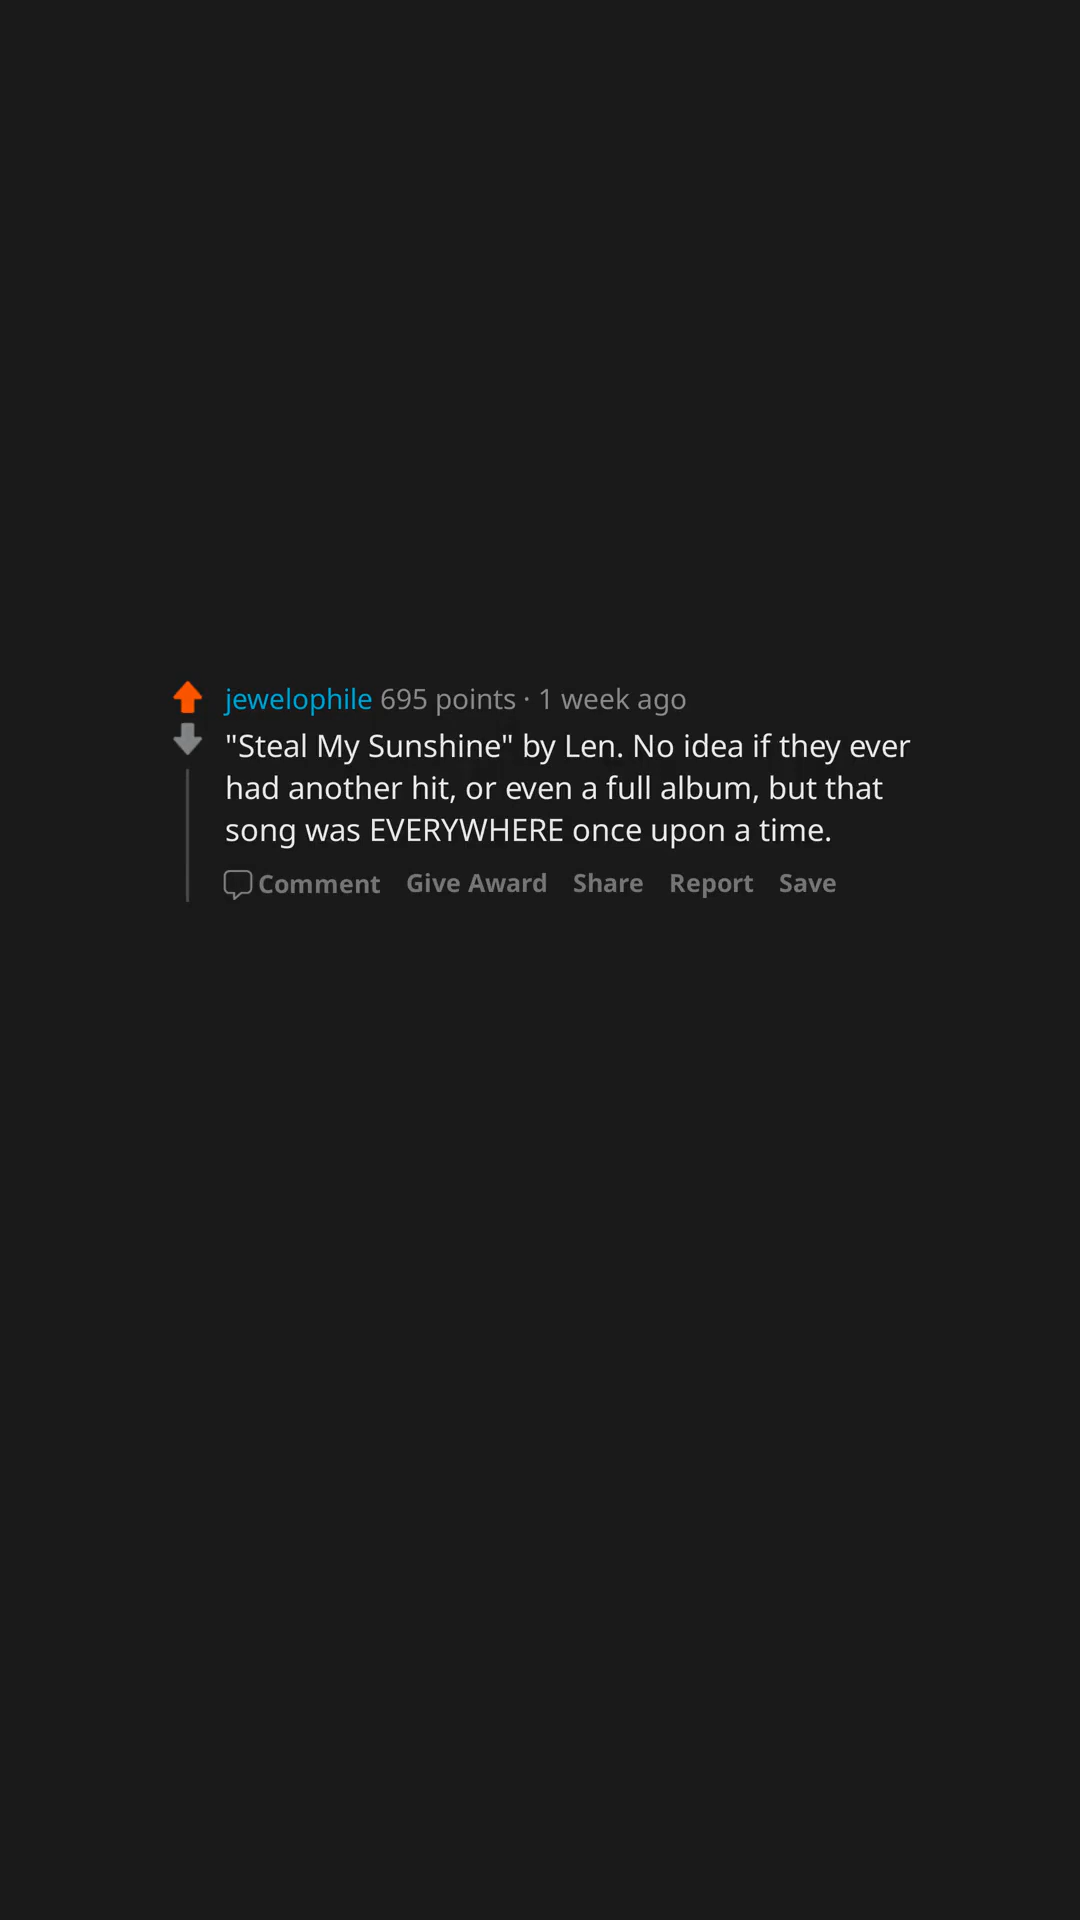 jewelophile 695 points · 1 week ago
"Steal My Sunshine" by Len. No idea if they ever
had another hit, or even a full album, but that
song was EVERYWHERE once upon a time.
Comment Give Award Share Report Save